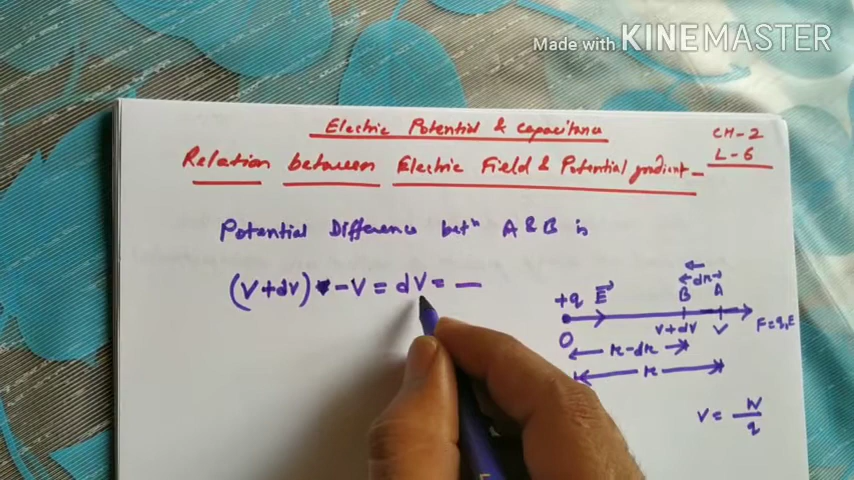 Made with KINEMASTER
Electric Potential & Capacitance
CH-2
L-6
Relation between Electric Field & Potential gradient
Potential Difference betn A & B is
(V+dV) - V = dV = —
dr
+q E B A
O V+dV V F=q₀E
r-dr
r
V = W/q